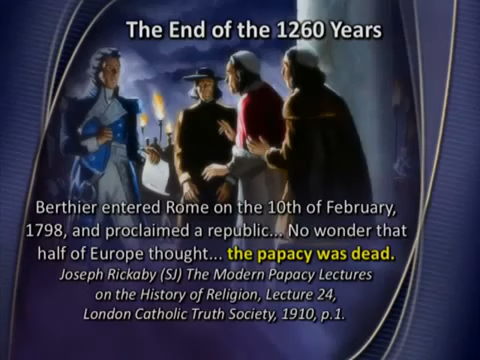 The End of the 1260 Years
Berthier entered Rome on the 10th of February,
1798, and proclaimed a republic... No wonder that
half of Europe thought... the papacy was dead.
Joseph Rickaby (SJ) The Modern Papacy Lectures
on the History of Religion, Lecture 24,
London Catholic Truth Society, 1910, p.1.